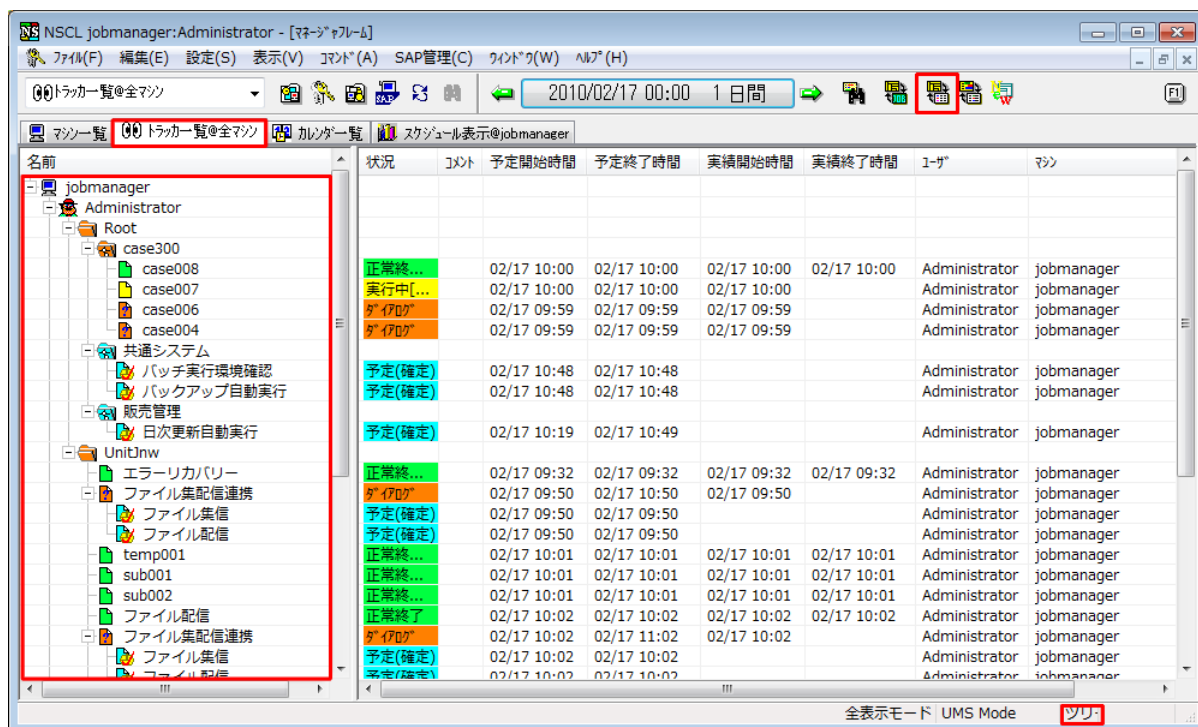 NSCL jobmanager:Administrator - [ﾏﾈｰｼﾞｬﾌﾚｰﾑ]
ﾌｧｲﾙ(F) 編集(E) 設定(S) 表示(V) ｺﾏﾝﾄﾞ(A) SAP管理(C) ｳｨﾝﾄﾞｳ(W) ﾍﾙﾌﾟ(H)
ﾄﾗｯｶｰ一覧@全ﾏｼﾝ 2010/02/17 00:00 1 日間 F1
ﾏｼﾝ一覧 ﾄﾗｯｶｰ一覧@全ﾏｼﾝ ｶﾚﾝﾀﾞｰ一覧 ｽｹｼﾞｭｰﾙ表示@jobmanager
名前 状況 ｺﾒﾝﾄ 予定開始時間 予定終了時間 実績開始時間 実績終了時間 ﾕｰｻﾞ ﾏｼﾝ
jobmanager
Administrator
Root
case300
case008 正常終... 02/17 10:00 02/17 10:00 02/17 10:00 02/17 10:00 Administrator jobmanager
case007 実行中[... 02/17 10:00 02/17 10:00 02/17 10:00 Administrator jobmanager
case006 ﾀﾞｲｱﾛｸﾞ 02/17 09:59 02/17 09:59 02/17 09:59 Administrator jobmanager
case004 ﾀﾞｲｱﾛｸﾞ 02/17 09:59 02/17 09:59 02/17 09:59 Administrator jobmanager
共通システム
バッチ実行環境確認 予定(確定) 02/17 10:48 02/17 10:48 Administrator jobmanager
バックアップ自動実行 予定(確定) 02/17 10:48 02/17 10:48 Administrator jobmanager
販売管理
日次更新自動実行 予定(確定) 02/17 10:19 02/17 10:49 Administrator jobmanager
UnitJnw
エラーリカバリー 正常終... 02/17 09:32 02/17 09:32 02/17 09:32 02/17 09:32 Administrator jobmanager
ファイル集配信連携 ﾀﾞｲｱﾛｸﾞ 02/17 09:50 02/17 10:50 02/17 09:50 Administrator jobmanager
ファイル集信 予定(確定) 02/17 09:50 02/17 09:50 Administrator jobmanager
ファイル配信 予定(確定) 02/17 09:50 02/17 09:50 Administrator jobmanager
temp001 正常終... 02/17 10:01 02/17 10:01 02/17 10:01 02/17 10:01 Administrator jobmanager
sub001 正常終... 02/17 10:01 02/17 10:01 02/17 10:01 02/17 10:01 Administrator jobmanager
sub002 正常終... 02/17 10:01 02/17 10:01 02/17 10:01 02/17 10:01 Administrator jobmanager
ファイル配信 正常終了 02/17 10:02 02/17 10:02 02/17 10:02 02/17 10:02 Administrator jobmanager
ファイル集配信連携 ﾀﾞｲｱﾛｸﾞ 02/17 10:02 02/17 11:02 02/17 10:02 Administrator jobmanager
ファイル集信 予定(確定) 02/17 10:02 02/17 10:02 Administrator jobmanager
ファイル配信 予定(確定) 02/17 10:02 02/17 10:02 Administrator jobmanager
全表示モード UMS Mode ツリ